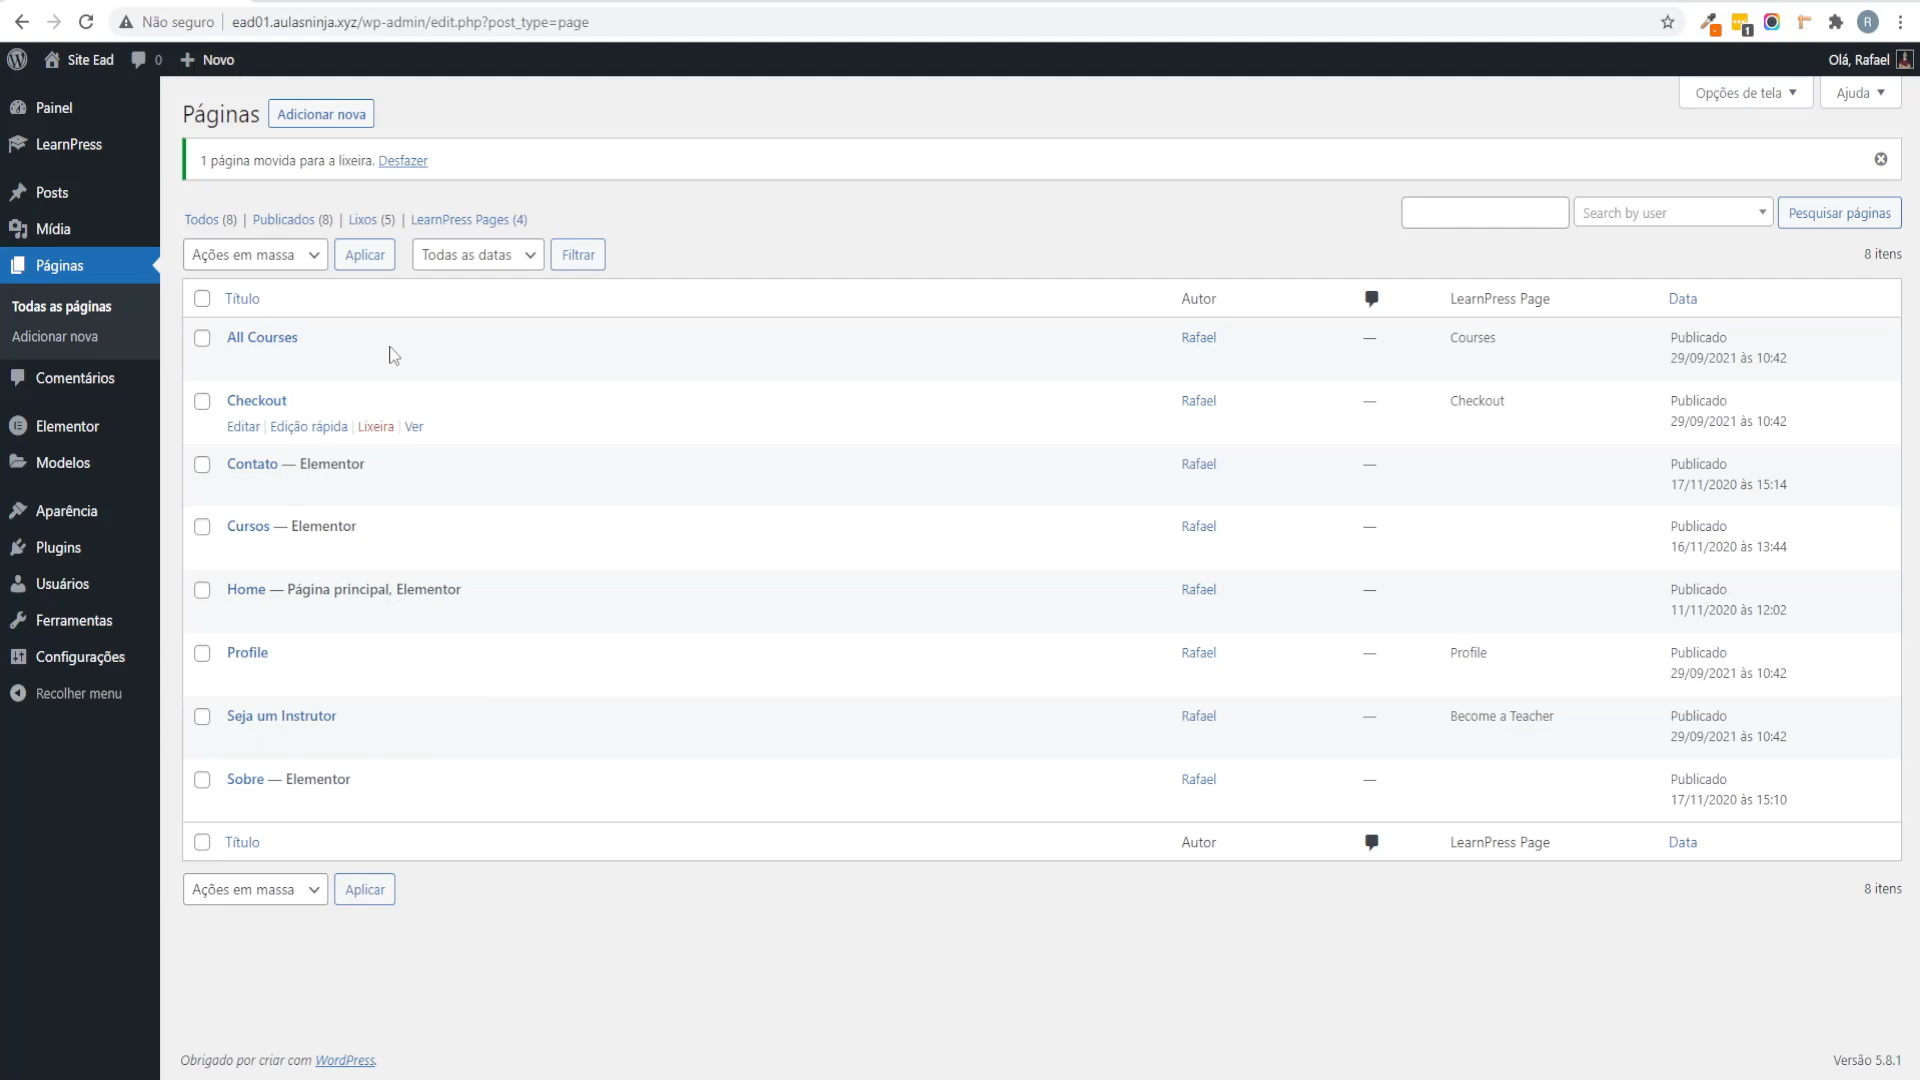 Não seguro
ead01.aulasninja.xyz/wp-admin/edit.php?post_type=page
1
R
Site Ead
0
Novo
Olá, Rafael
Painel
LearnPress
Posts
Mídia
Páginas
Todas as páginas
Adicionar nova
Comentários
Elementor
Modelos
Aparência
Plugins
Usuários
Ferramentas
Configurações
Recolher menu
Opções de tela
Ajuda
Páginas
Adicionar nova
1 página movida para a lixeira. Desfazer
Todos (8) | Publicados (8) | Lixos (5) | LearnPress Pages (4)
Search by user
Pesquisar páginas
Ações em massa
Aplicar
Todas as datas
Filtrar
8 itens
Título
Autor
LearnPress Page
Data
All Courses
Rafael
—
Courses
Publicado
29/09/2021 às 10:42
Checkout
Editar | Edição rápida | Lixeira | Ver
Rafael
—
Checkout
Publicado
29/09/2021 às 10:42
Contato — Elementor
Rafael
—
Publicado
17/11/2020 às 15:14
Cursos — Elementor
Rafael
—
Publicado
16/11/2020 às 13:44
Home — Página principal, Elementor
Rafael
—
Publicado
11/11/2020 às 12:02
Profile
Rafael
—
Profile
Publicado
29/09/2021 às 10:42
Seja um Instrutor
Rafael
—
Become a Teacher
Publicado
29/09/2021 às 10:42
Sobre — Elementor
Rafael
—
Publicado
17/11/2020 às 15:10
Título
Autor
LearnPress Page
Data
Ações em massa
Aplicar
8 itens
Obrigado por criar com WordPress.
Versão 5.8.1